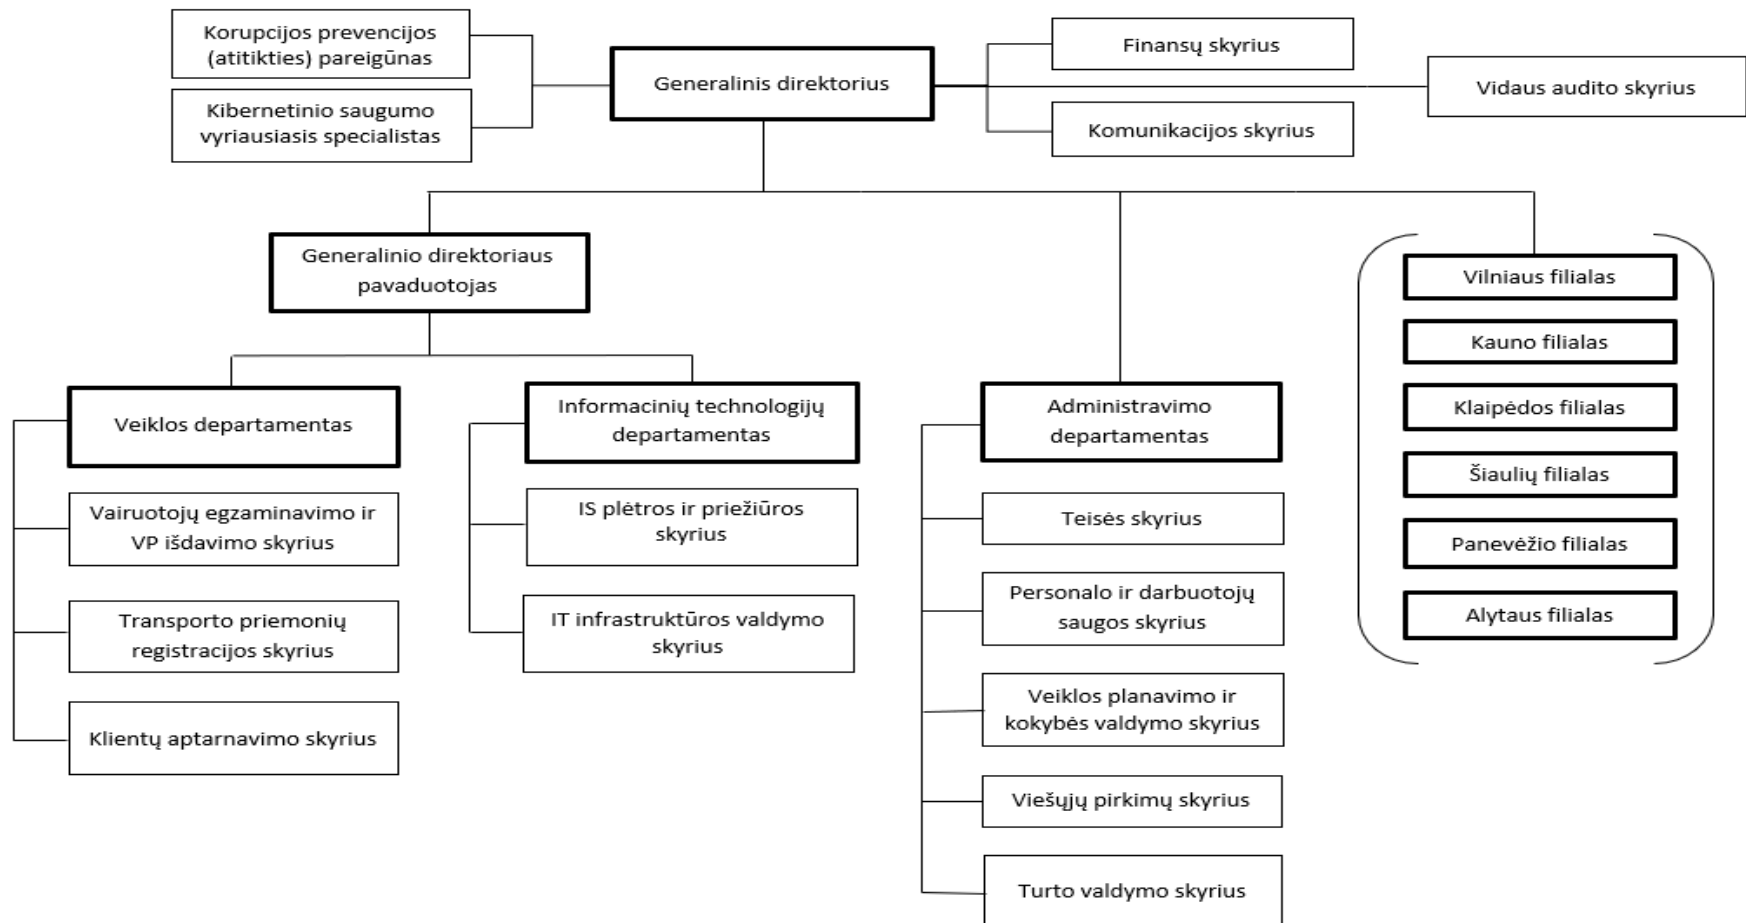 Korupcijos prevencijos
(atitikties) pareigūnas
Kibernetinio saugumo
vyriausiasis specialistas
Generalinis direktorius
Finansų skyrius
Komunikacijos skyrius
Vidaus audito skyrius
Generalinio direktoriaus
pavaduotojas
Veiklos departamentas
Vairuotojų egzaminavimo ir
VP išdavimo skyrius
Transporto priemonių
registracijos skyrius
Klientų aptarnavimo skyrius
Informacinių technologijų
departamentas
IS plėtros ir priežiūros
skyrius
IT infrastruktūros valdymo
skyrius
Administravimo
departamentas
Teisės skyrius
Personalo ir darbuotojų
saugos skyrius
Veiklos planavimo ir
kokybės valdymo skyrius
Viešųjų pirkimų skyrius
Turto valdymo skyrius
Vilniaus filialas
Kauno filialas
Klaipėdos filialas
Šiaulių filialas
Panevėžio filialas
Alytaus filialas